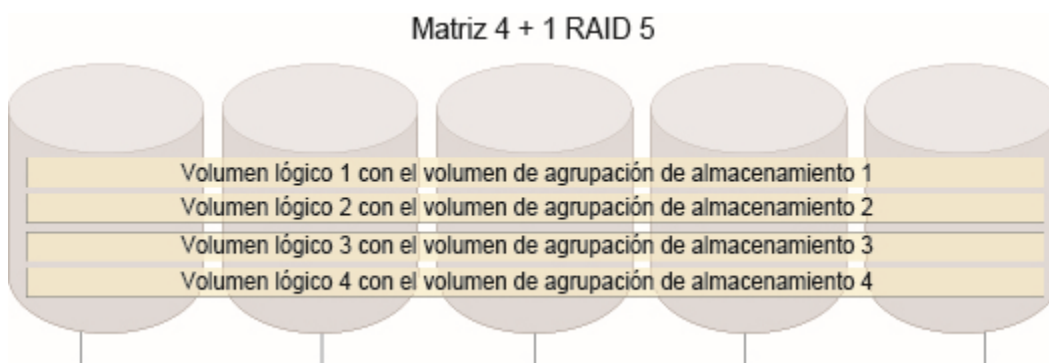 Matriz 4 + 1 RAID 5
Volumen lógico 1 con el volumen de agrupación de almacenamiento 1
Volumen lógico 2 con el volumen de agrupación de almacenamiento 2
Volumen lógico 3 con el volumen de agrupación de almacenamiento 3
Volumen lógico 4 con el volumen de agrupación de almacenamiento 4